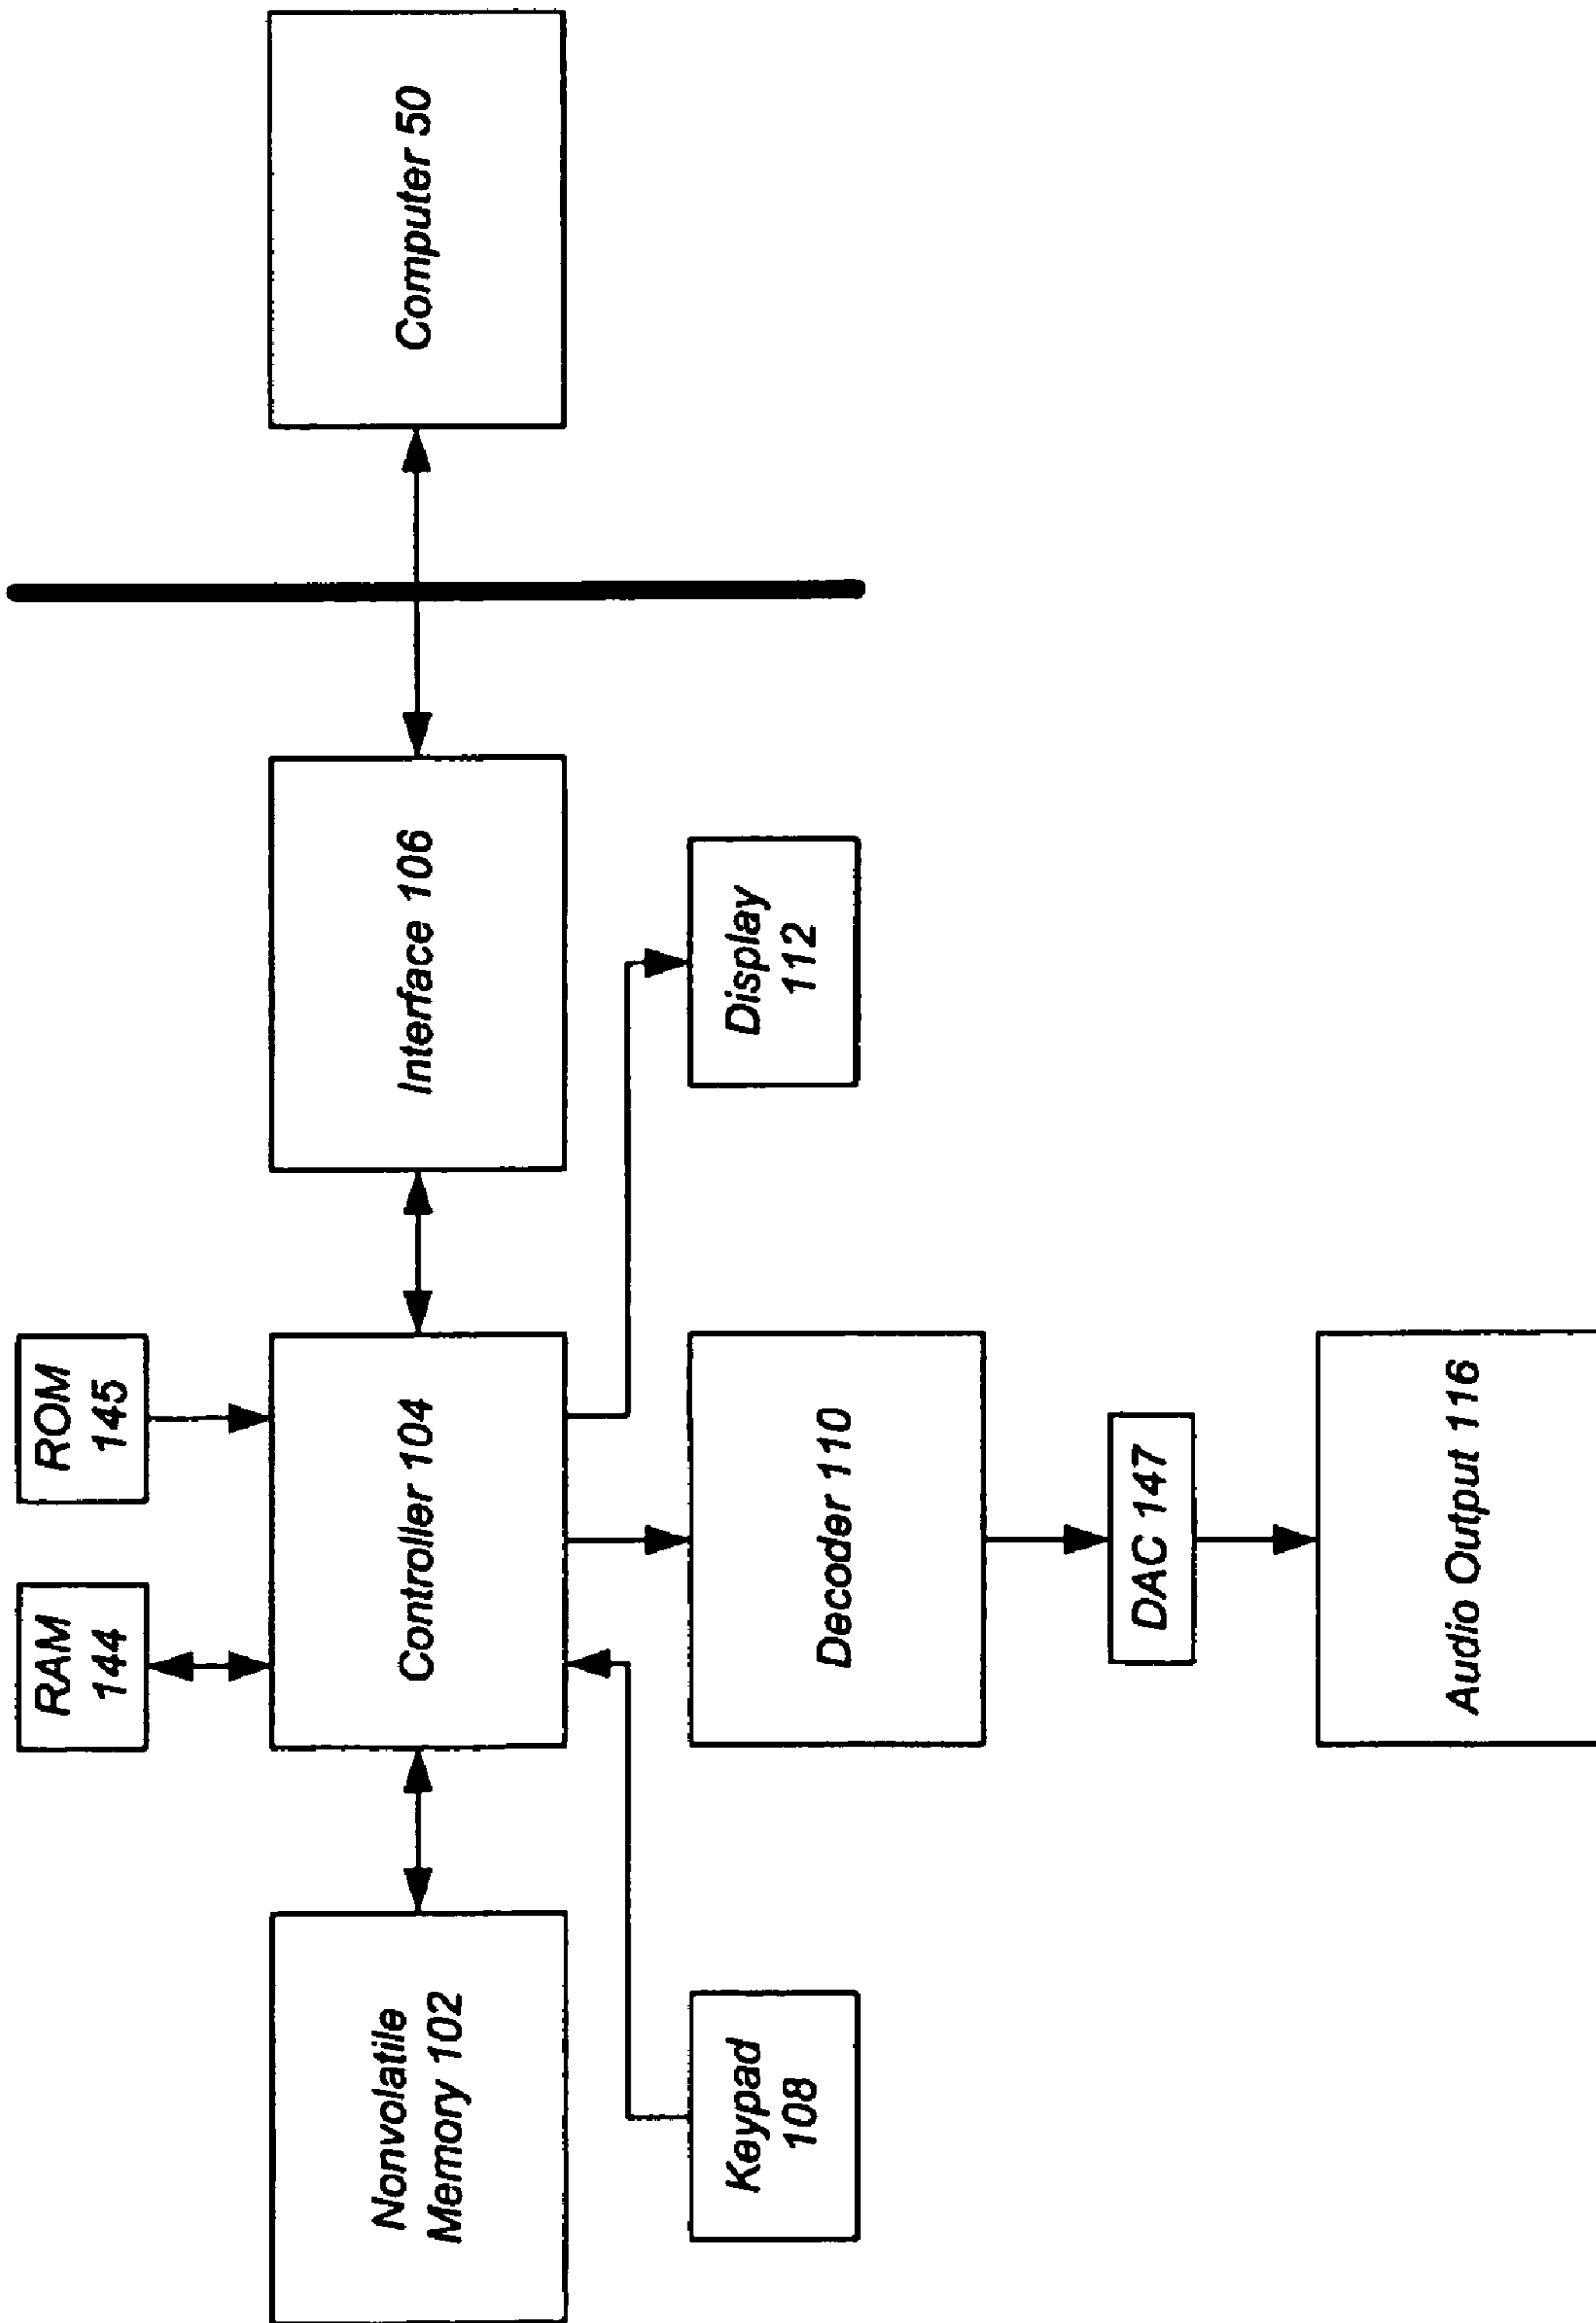 RAM
144
ROM
145
Nonvolatile
Memory 102
Controller 104
Interface 106
Computer 50
Keypad
108
Decoder 110
Display
112
DAC 147
Audio Output 116